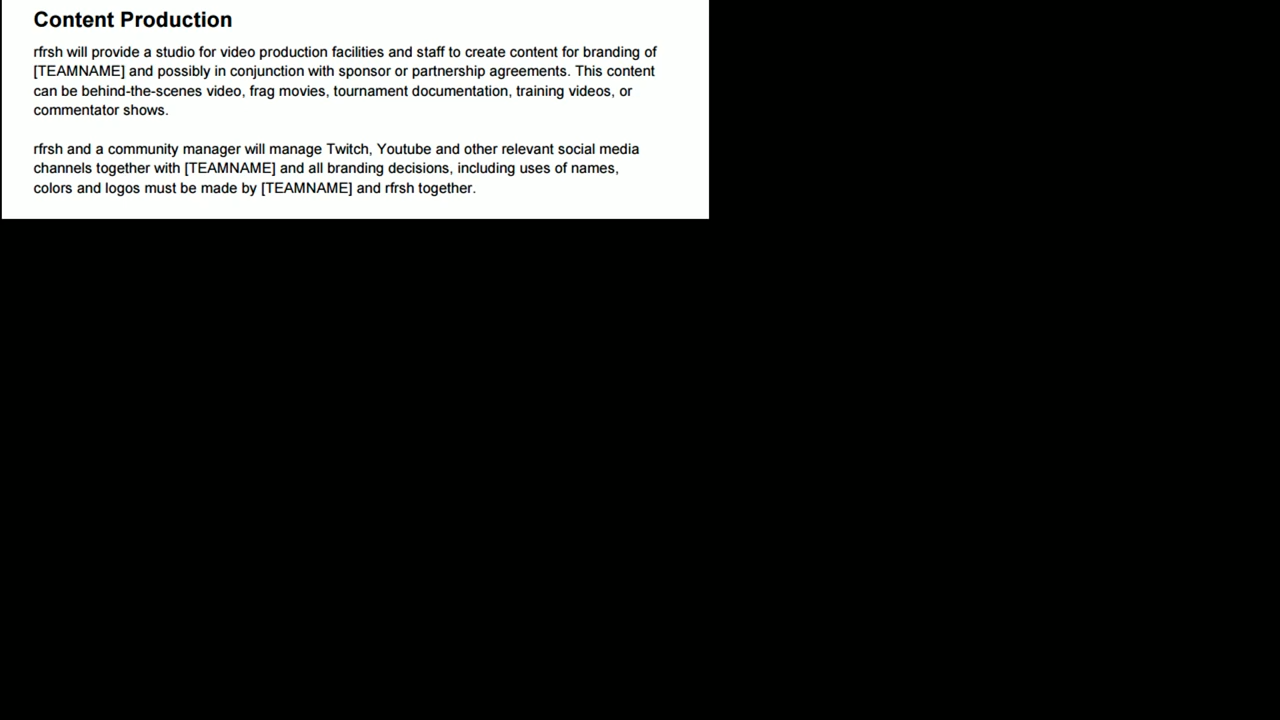 Content Production
rfrsh will provide a studio for video production facilities and staff to create content for branding of
[TEAMNAME] and possibly in conjunction with sponsor or partnership agreements. This content
can be behind-the-scenes video, frag movies, tournament documentation, training videos, or
commentator shows.
rfrsh and a community manager will manage Twitch, Youtube and other relevant social media
channels together with [TEAMNAME] and all branding decisions, including uses of names,
colors and logos must be made by [TEAMNAME] and rfrsh together.